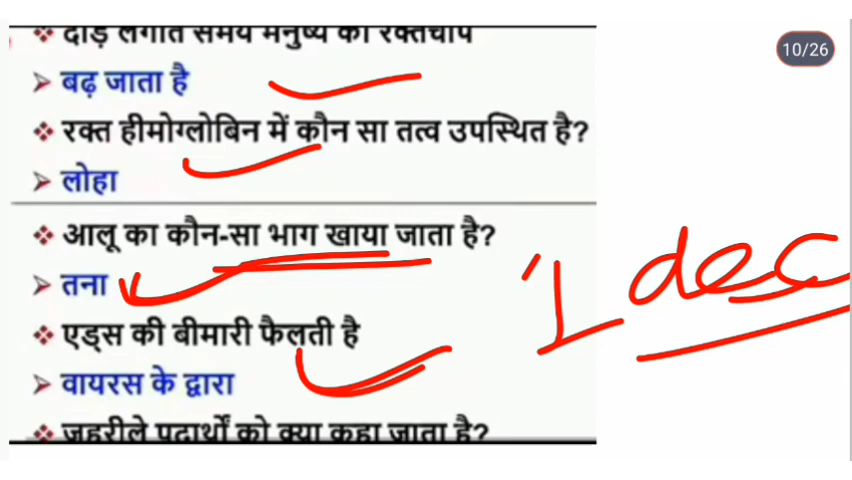 दौड़ लगाते समय मनुष्य का रक्तचाप
10/26
बढ़ जाता है
रक्त हीमोग्लोबिन में कौन सा तत्व उपस्थित है?
लोहा
आलू का कौन-सा भाग खाया जाता है?
तना
1 dec
एड्स की बीमारी फैलती है
वायरस के द्वारा
जहरीले पदार्थों को क्या कहा जाता है?